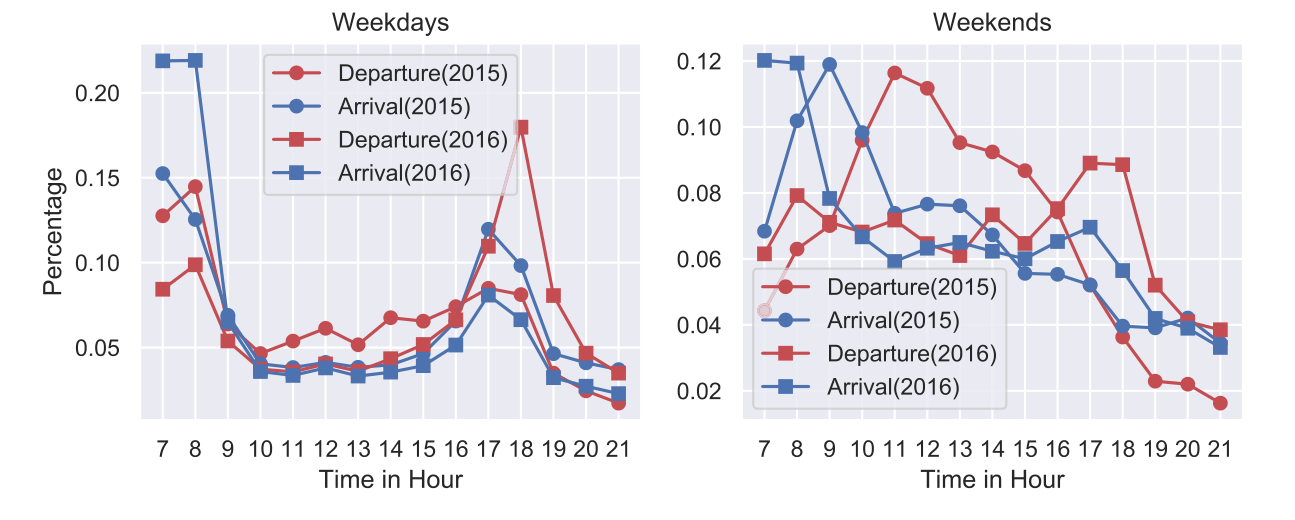 Weekdays
Percentage
0.20
0.15
0.10
0.05
Departure(2015)
Arrival(2015)
Departure(2016)
Arrival(2016)
7 8 9 10 11 12 13 14 15 16 17 18 19 20 21
Time in Hour
Weekends
0.12
0.10
0.08
0.06
0.04
0.02
Departure(2015)
Arrival(2015)
Departure(2016)
Arrival(2016)
7 8 9 10 11 12 13 14 15 16 17 18 19 20 21
Time in Hour